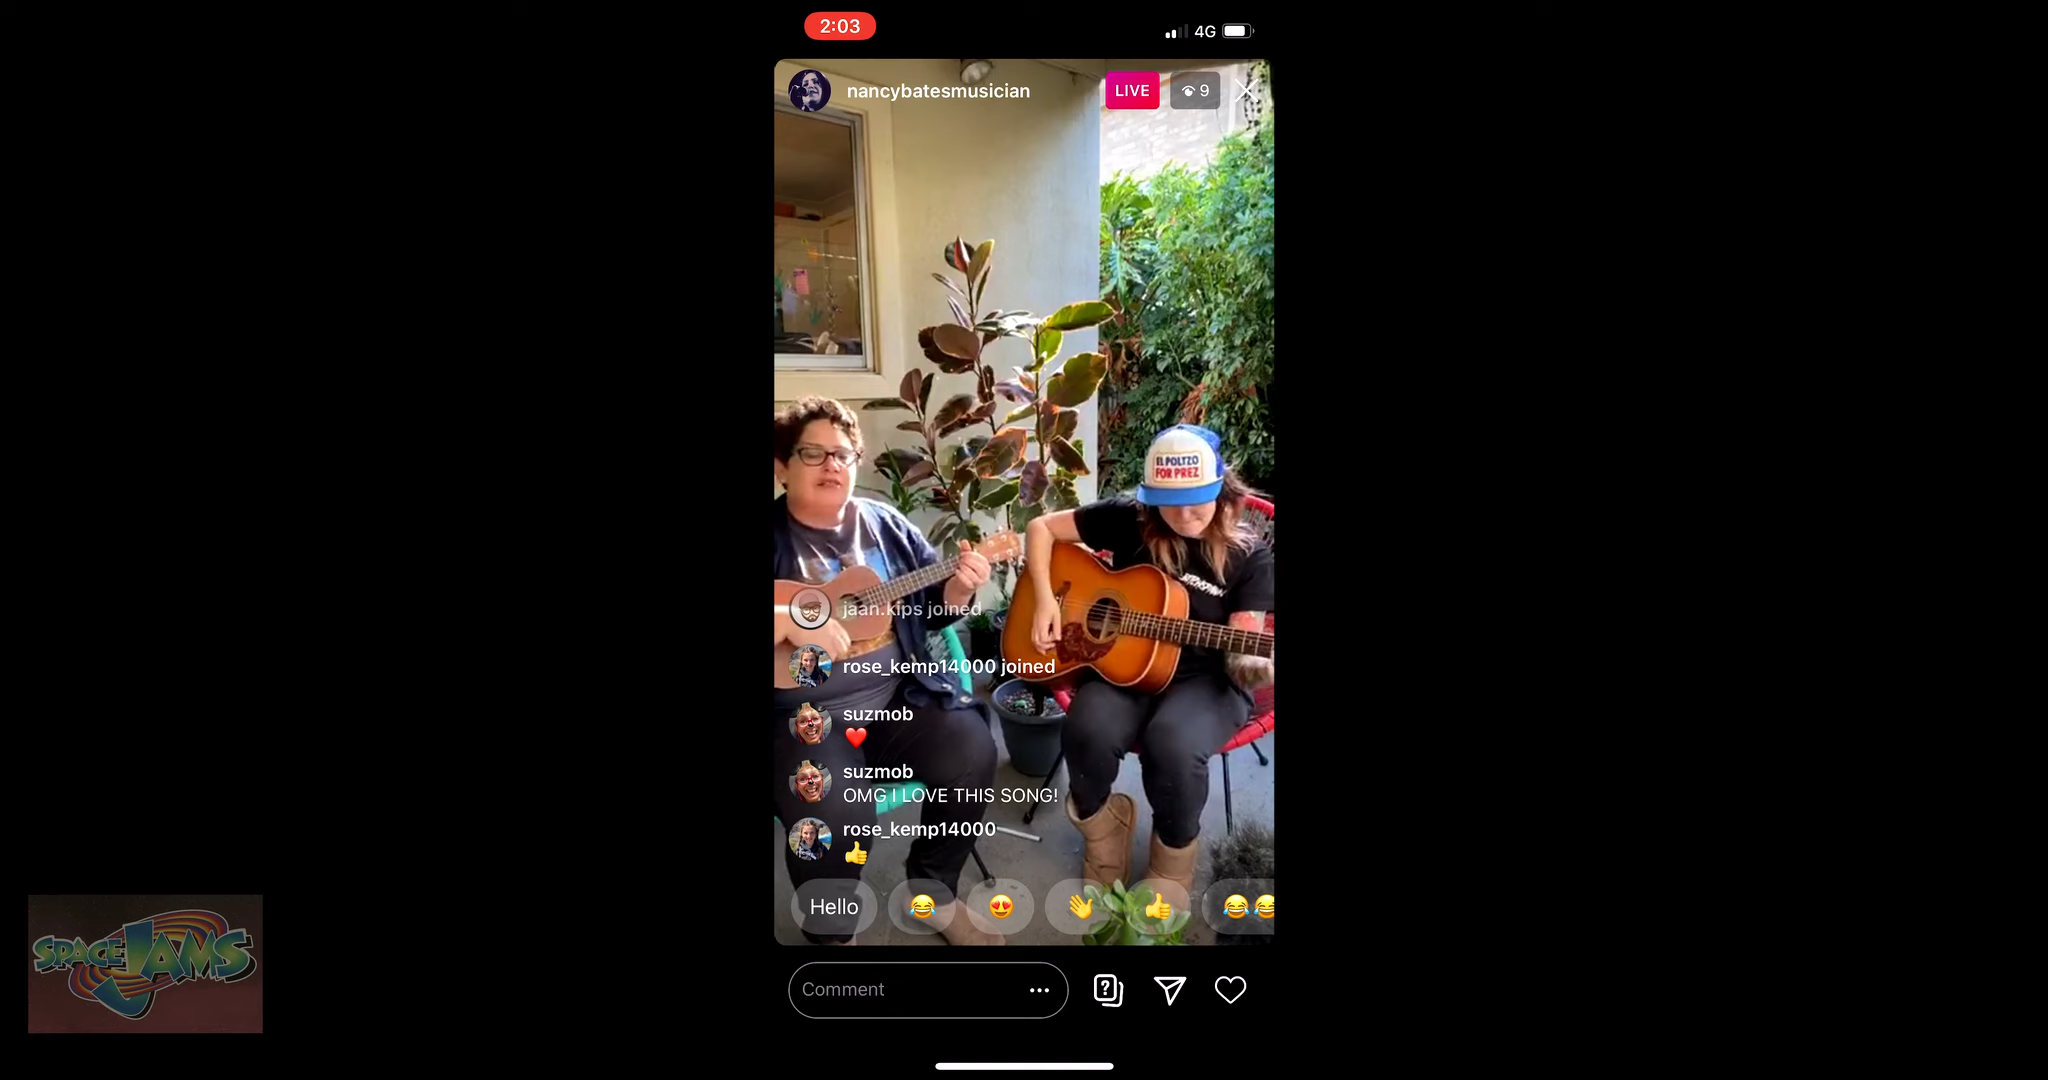 2:03
4G
nancybatesmusician
LIVE
9
EL POLTZO
FOR PREZ
jaan.kips joined
rose_kemp14000 joined
suzmob
❤️
suzmob
OMG I LOVE THIS SONG!
rose_kemp14000
👍
Hello 😂 😍 👋 👍 😂😂
SPACE JAMS
Comment